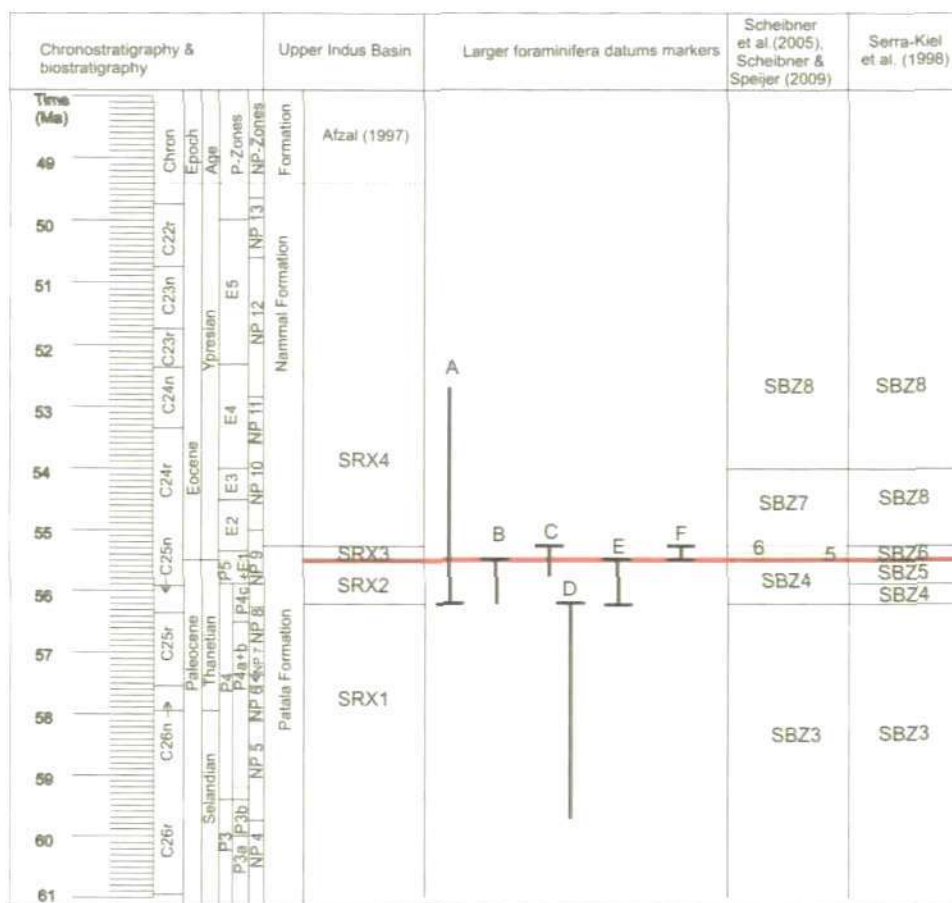 Chronostratigraphy &
biostratigraphy
Upper Indus Basin
Larger foraminifera datums markers
Scheibner
et al.(2005),
Scheibner &
Speijer (2009)
Serra-Kiel
et al. (1998)
Time
(Ma)
Chron
Epoch
Age
P-Zones
NP-Zones
Formation
Afzal (1997)
49
50
51
52
53
54
55
56
57
58
59
60
61
C22r
C23n
C23r
C24n
C24r
C25n
C25r
C26n
C26r
Eocene
Paleocene
Ypresian
Thanetian
Selandian
E5
E4
E3
E2
P5
P4
P3
P4c
+E1
P4a+b
P3b
P3a
NP 13
NP 12
NP 11
NP 10
NP 9
NP 8
NP 7
NP 6
NP 5
NP 4
Nammal Formation
Patala Formation
SRX4
SRX3
SRX2
SRX1
A
B
C
D
E
F
SBZ8
SBZ7
6
5
SBZ4
SBZ3
SBZ8
SBZ8
SBZ6
SBZ5
SBZ4
SBZ3